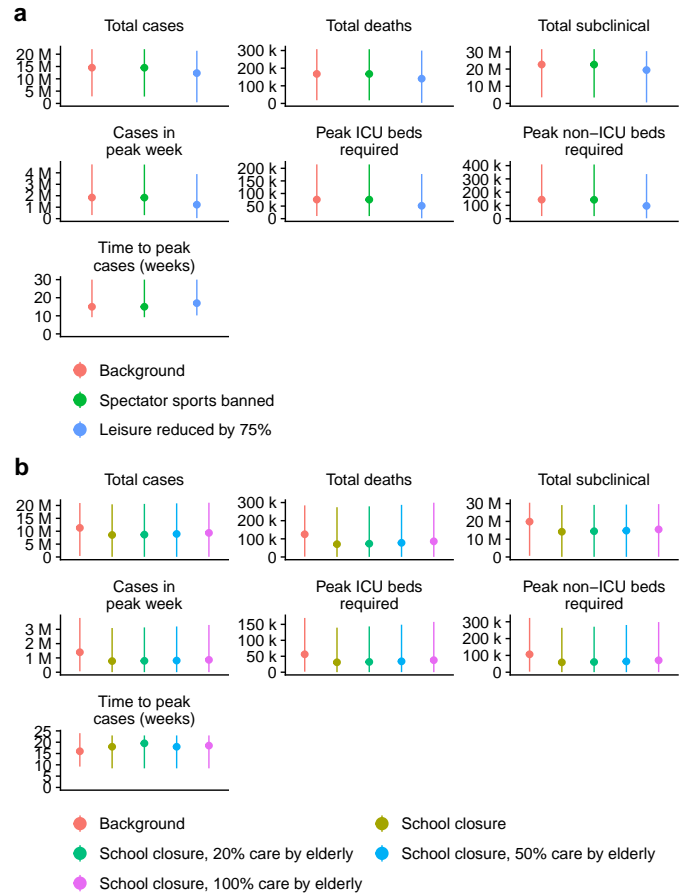 a
Total cases
20 M
15 M
10 M
5 M
0
Total deaths
300 k
200 k
100 k
0
Total subclinical
30 M
20 M
10 M
0
Cases in
peak week
4 M
3 M
2 M
1 M
0
Peak ICU beds
required
200 k
150 k
100 k
50 k
0
Peak non−ICU beds
required
400 k
300 k
200 k
100 k
0
Time to peak
cases (weeks)
30
20
10
0
Background
Spectator sports banned
Leisure reduced by 75%
b
Total cases
20 M
15 M
10 M
5 M
0
Total deaths
300 k
200 k
100 k
0
Total subclinical
30 M
20 M
10 M
0
Cases in
peak week
3 M
2 M
1 M
0
Peak ICU beds
required
150 k
100 k
50 k
0
Peak non−ICU beds
required
300 k
200 k
100 k
0
Time to peak
cases (weeks)
25
20
15
10
5
0
Background
School closure
School closure, 20% care by elderly
School closure, 50% care by elderly
School closure, 100% care by elderly